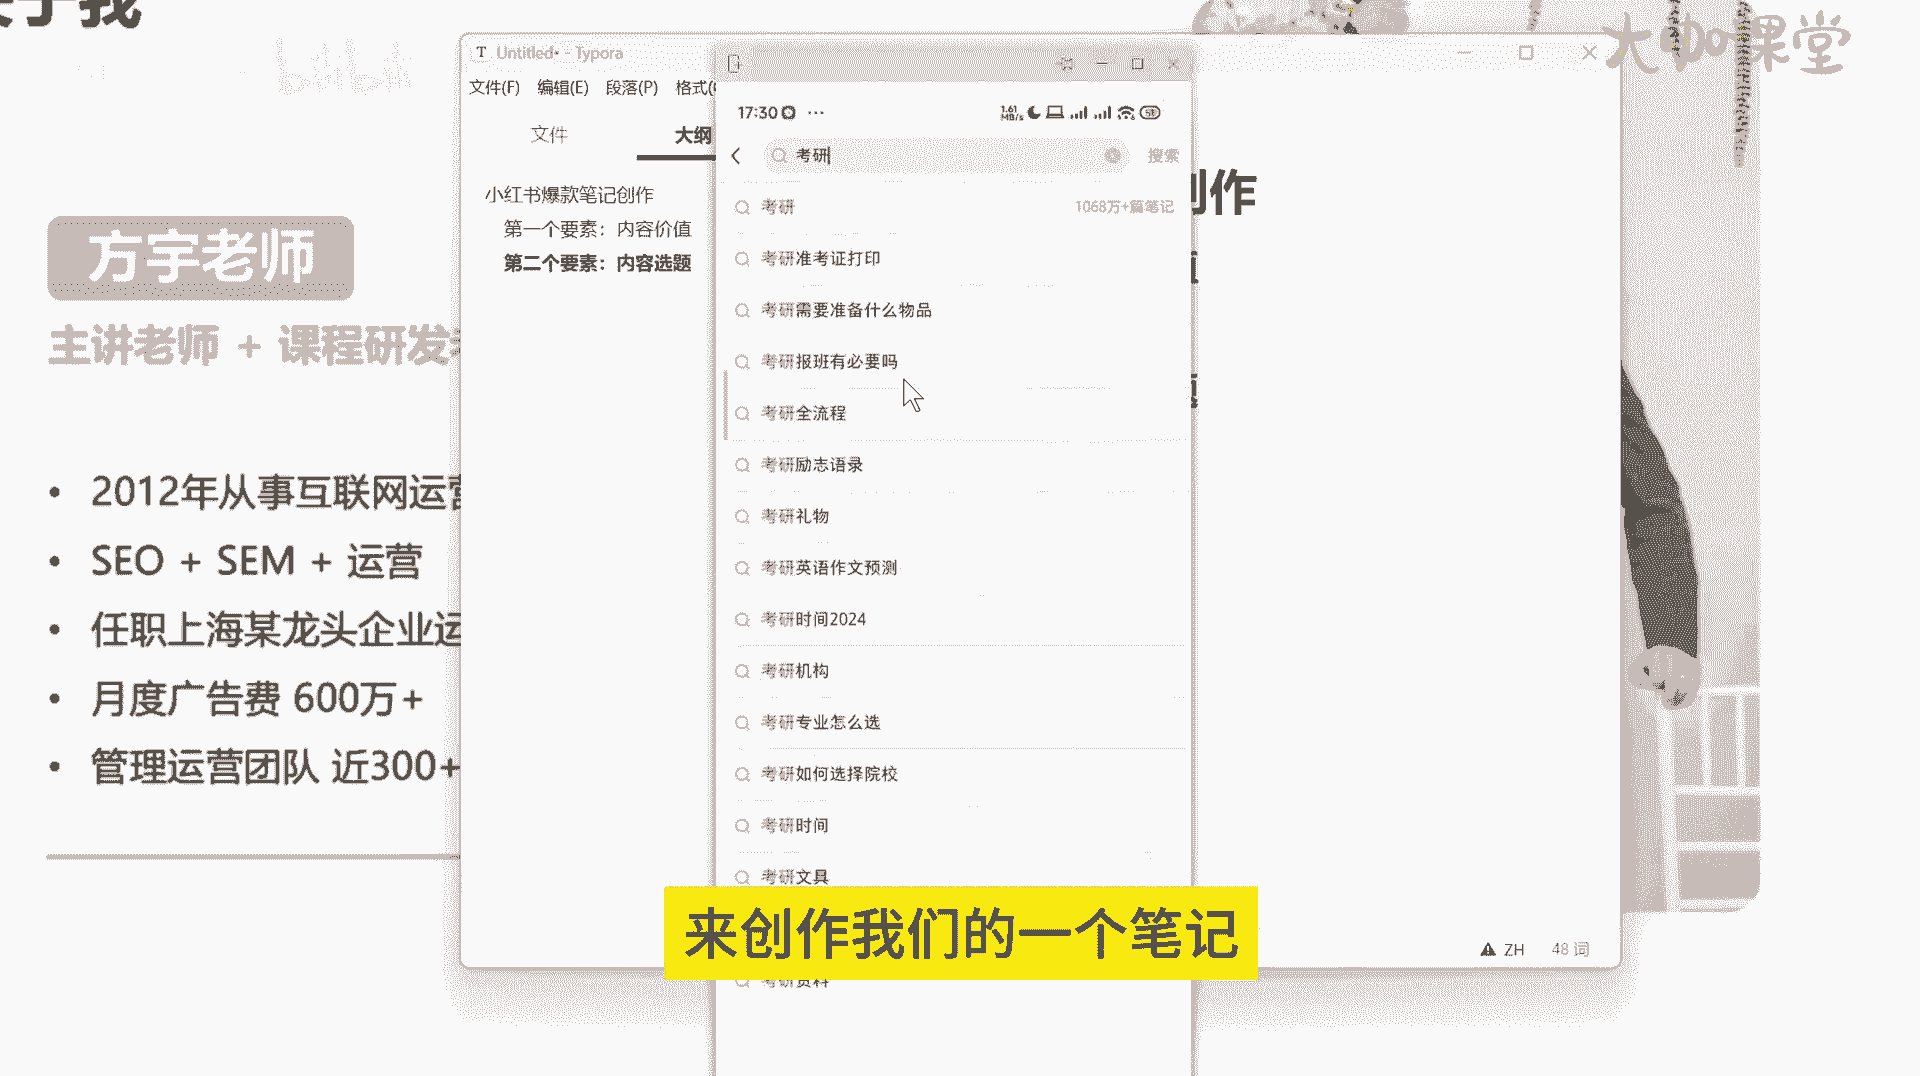 大咖课堂
bilibili
T Untitled• - Typora
文件(F) 编辑(E) 段落(P)
文件
大纲
小红书爆款笔记创作
第一个要素：内容价值
第二个要素：内容选题
创作
17:30 ···
1.61 MB/s
考研
搜索
考研 1068万+篇笔记
考研准考证打印
考研需要准备什么物品
考研报班有必要吗
考研全流程
考研励志语录
考研礼物
考研英语作文预测
考研时间2024
考研机构
考研专业怎么选
考研如何选择院校
考研时间
考研文具
考研资料
方宇老师
主讲老师 + 课程研发
• 2012年从事互联网运营
• SEO + SEM + 运营
• 任职上海某龙头企业运
• 月度广告费 600万+
• 管理运营团队 近300+
来创作我们的一个笔记
ZH 48 词